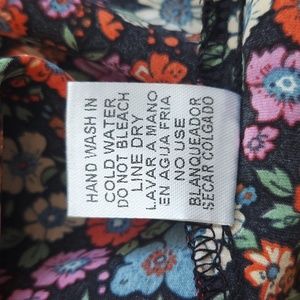 HAND WASH IN
COLD WATER
DO NOT BLEACH
LINE DRY
LAVAR A MANO
EN AGUA FRIA
NO USE
BLANQUEADOR
SECAR COLGADO